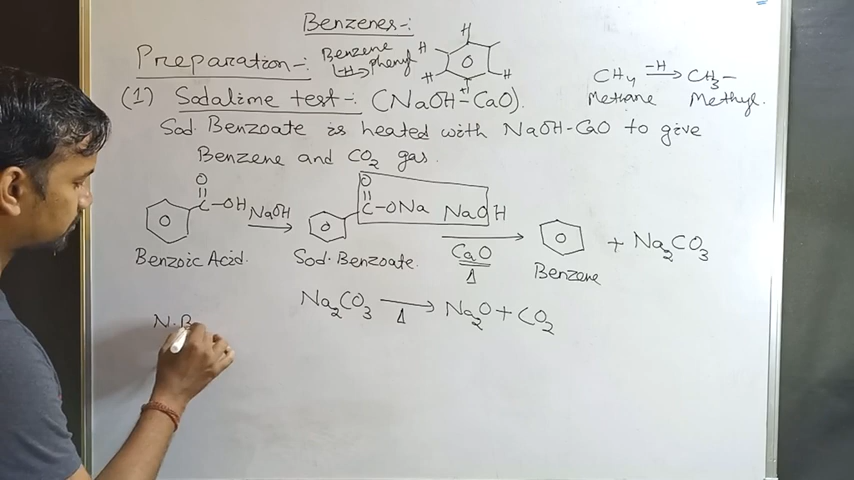 Benzenes-:
Preparation-: Benzene -H→ phenyl H H H H H
CH4 -H→ CH3-
Methane Methyl.
(1) Sodalime test-: (NaOH-CaO).
Sod. Benzoate is heated with NaOH-CaO to give
Benzene and CO2 gas.
O || C-OH NaOH → O || C-ONa NaOH CaO Δ → + Na2CO3
Benzoic Acid. Sod. Benzoate. Benzene
Na2CO3 →Δ Na2O + CO2
N.B